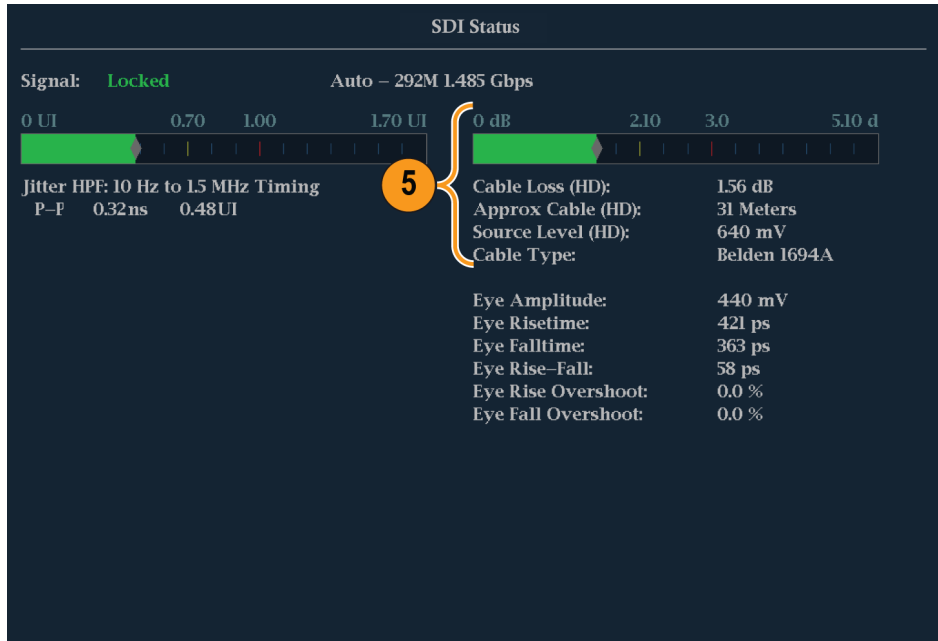 SDI Status
Signal: Locked Auto – 292M 1.485 Gbps
0 UI 0.70 1.00 1.70 UI
0 dB 2.10 3.0 5.10 d
Jitter HPF: 10 Hz to 1.5 MHz Timing
P–P 0.32ns 0.48UI
5
Cable Loss (HD): 1.56 dB
Approx Cable (HD): 31 Meters
Source Level (HD): 640 mV
Cable Type: Belden 1694A
Eye Amplitude: 440 mV
Eye Risetime: 421 ps
Eye Falltime: 363 ps
Eye Rise–Fall: 58 ps
Eye Rise Overshoot: 0.0 %
Eye Fall Overshoot: 0.0 %